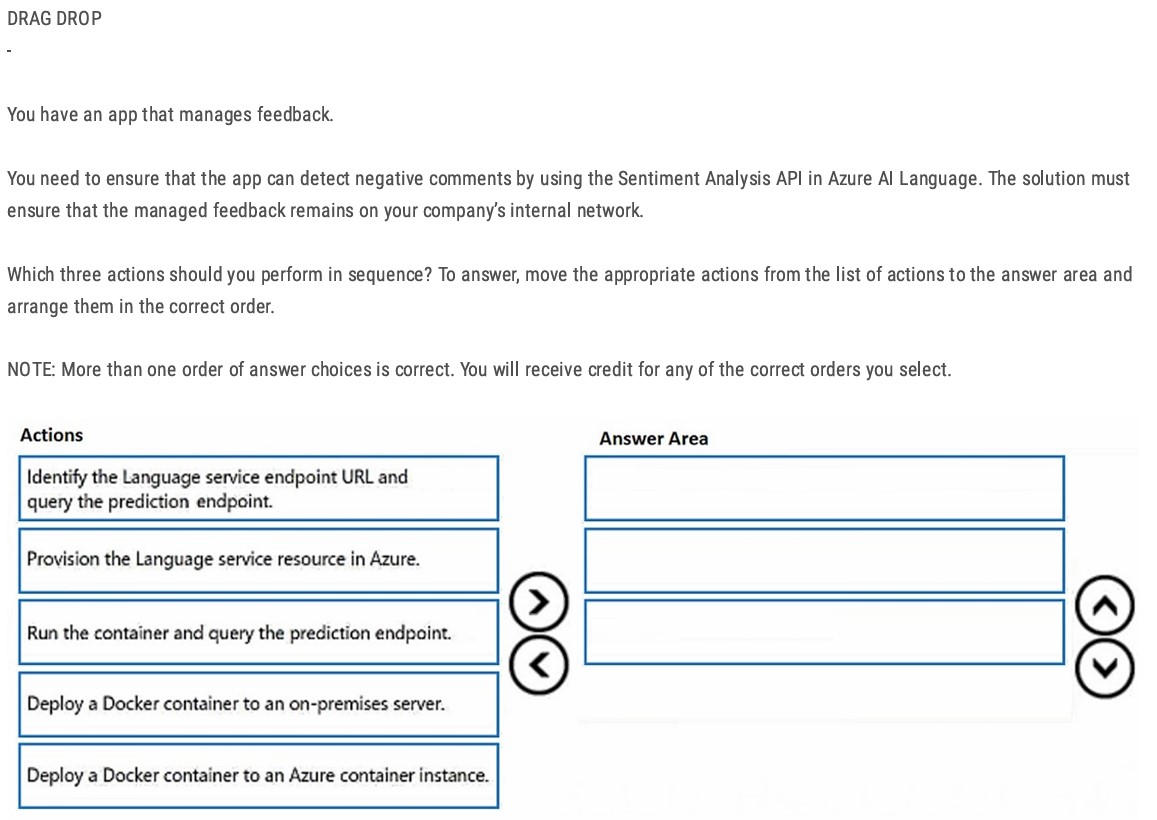 DRAG DROP
-
You have an app that manages feedback.
You need to ensure that the app can detect negative comments by using the Sentiment Analysis API in Azure AI Language. The solution must
ensure that the managed feedback remains on your company’s internal network.
Which three actions should you perform in sequence? To answer, move the appropriate actions from the list of actions to the answer area and
arrange them in the correct order.
NOTE: More than one order of answer choices is correct. You will receive credit for any of the correct orders you select.
Actions
Identify the Language service endpoint URL and
query the prediction endpoint.
Provision the Language service resource in Azure.
Run the container and query the prediction endpoint.
Deploy a Docker container to an on-premises server.
Deploy a Docker container to an Azure container instance.
Answer Area